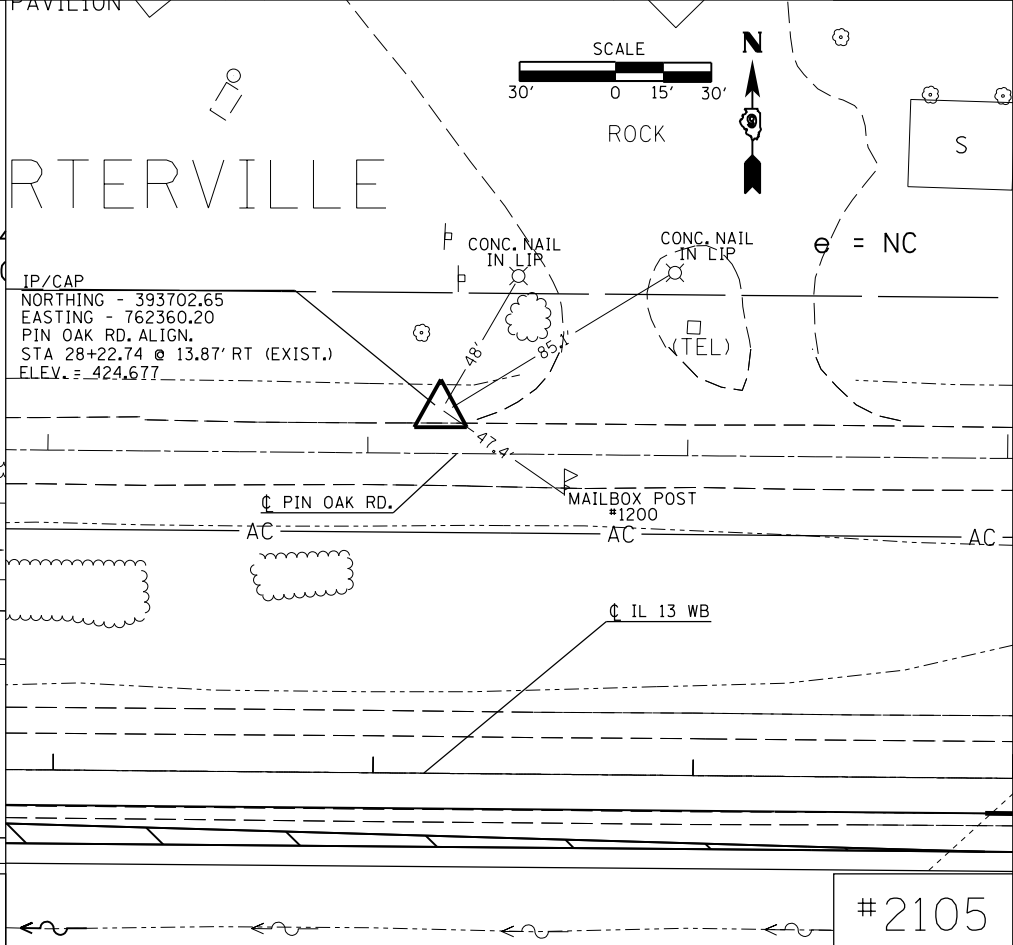 PAVILION
SCALE
30' 0 15' 30'
N
9
ROCK
S
RTERVILLE
CONC. NAIL
IN LIP
CONC. NAIL
IN LIP
e = NC
IP/CAP
NORTHING - 393702.65
EASTING - 762360.20
PIN OAK RD. ALIGN.
STA 28+22.74 @ 13.87' RT (EXIST.)
ELEV. = 424.677
48'
85.1'
(TEL)
47.4'
℄ PIN OAK RD.
MAILBOX POST
#1200
AC AC AC
℄ IL 13 WB
#2105